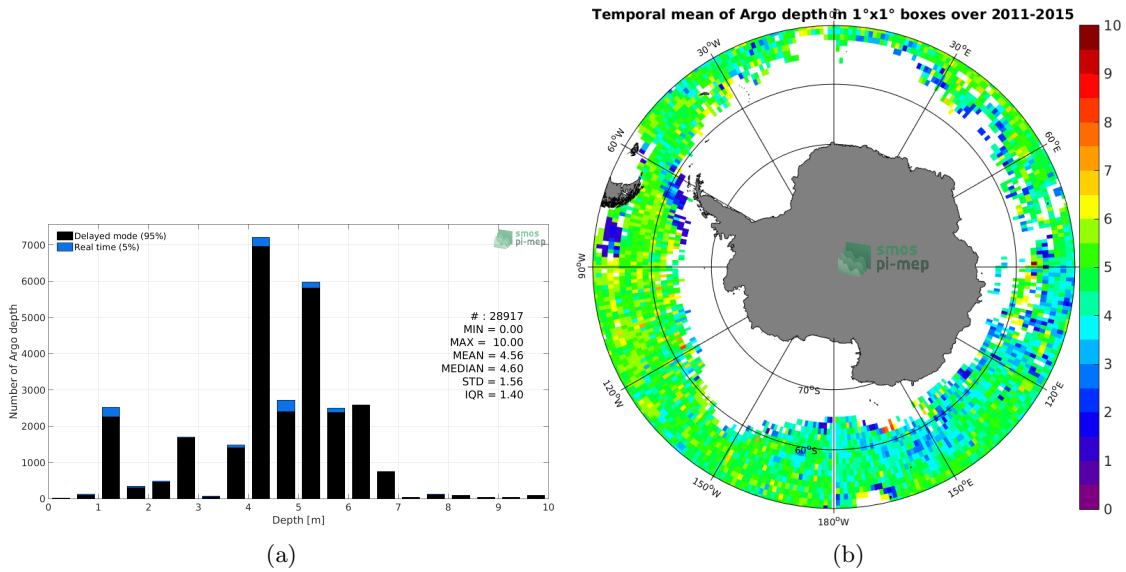 Delayed mode (95%)
Real time (5%)
smos
pi-mep
7000
6000
5000
4000
3000
2000
1000
0
Number of Argo depth
# : 28917
MIN = 0.00
MAX = 10.00
MEAN = 4.56
MEDIAN = 4.60
STD = 1.56
IQR = 1.40
0 1 2 3 4 5 6 7 8 9 10
Depth [m]
(a)
Temporal mean of Argo depth in 1°x1° boxes over 2011-2015
0°
30°W
30°E
60°W
60°E
90°W
smos
pi-mep
120°W
120°E
70°S
60°S
150°W
150°E
180°W
10
9
8
7
6
5
4
3
2
1
0
(b)